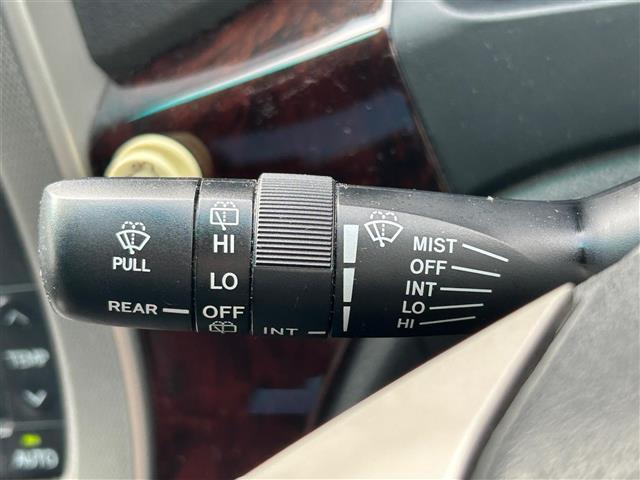 PULL
REAR
HI
LO
OFF
INT
MIST
OFF
INT
LO
HI
TEMP
AUTO